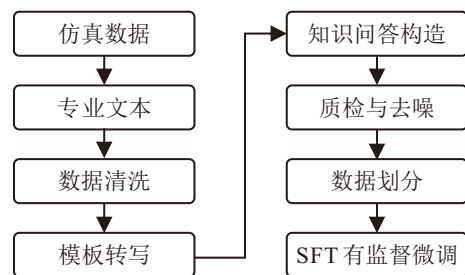 仿真数据
专业文本
数据清洗
模板转写
知识问答构造
质检与去噪
数据划分
SFT 有监督微调